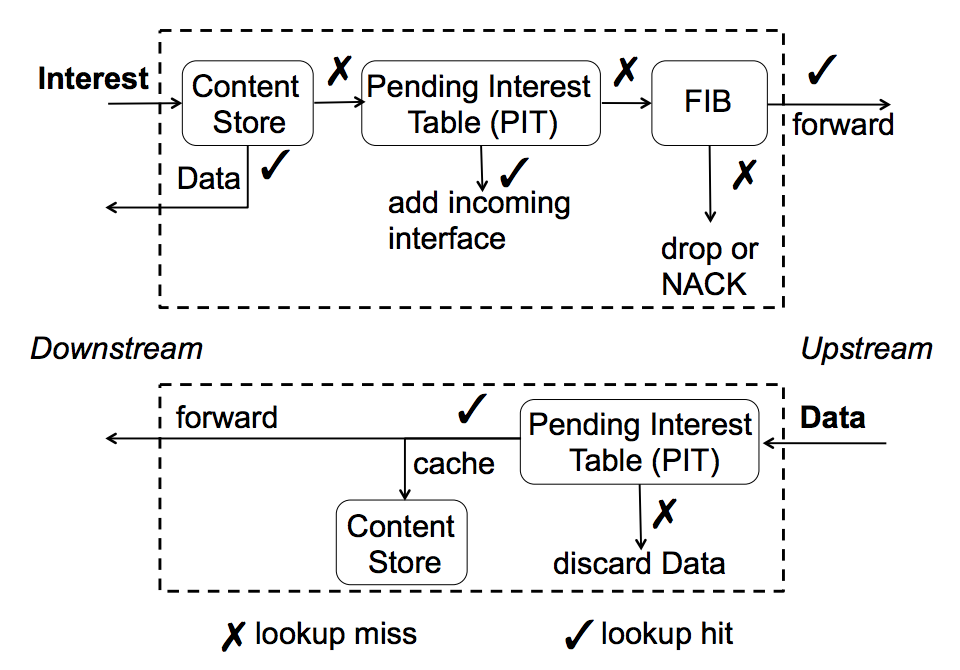 Interest
Content
Store
Pending Interest
Table (PIT)
FIB
forward
Data
add incoming
interface
drop or
NACK
Downstream
Upstream
forward
Pending Interest
Table (PIT)
Data
cache
Content
Store
discard Data
✗ lookup miss
✓ lookup hit